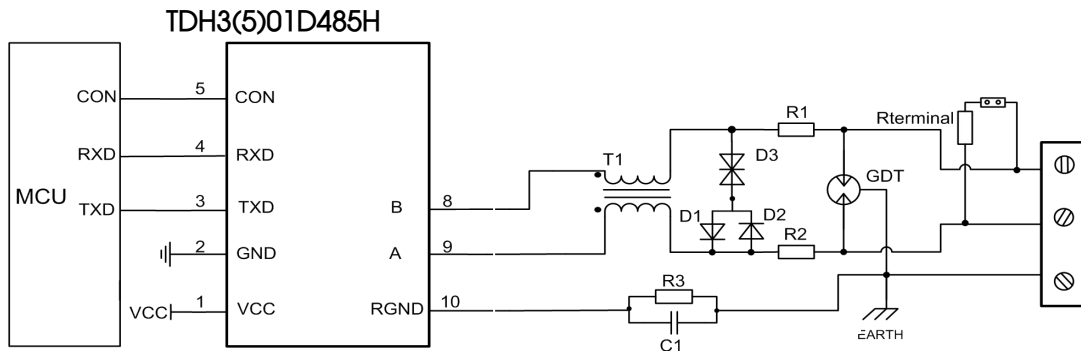 TDH3(5)01D485H
MCU
CON
5
CON
RXD
4
RXD
TXD
3
TXD
2
GND
VCC
1
VCC
B
8
A
9
RGND
10
T1
D3
D1
D2
R1
R2
GDT
Rterminal
R3
C1
EARTH